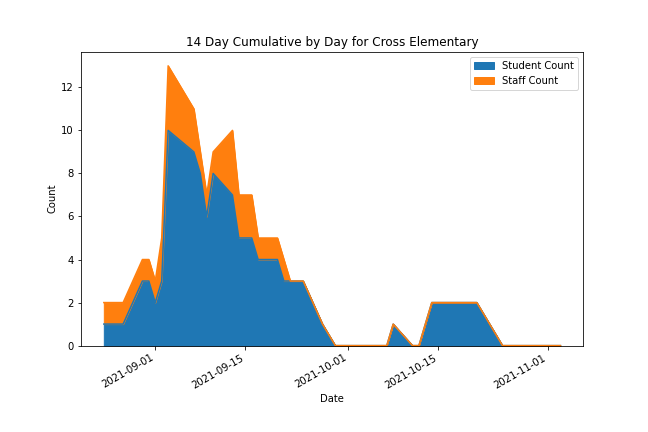 14 Day Cumulative by Day for Cross Elementary
Student Count
Staff Count
12
10
8
6
4
2
0
Count
2021-09-01
2021-09-15
2021-10-01
2021-10-15
2021-11-01
Date